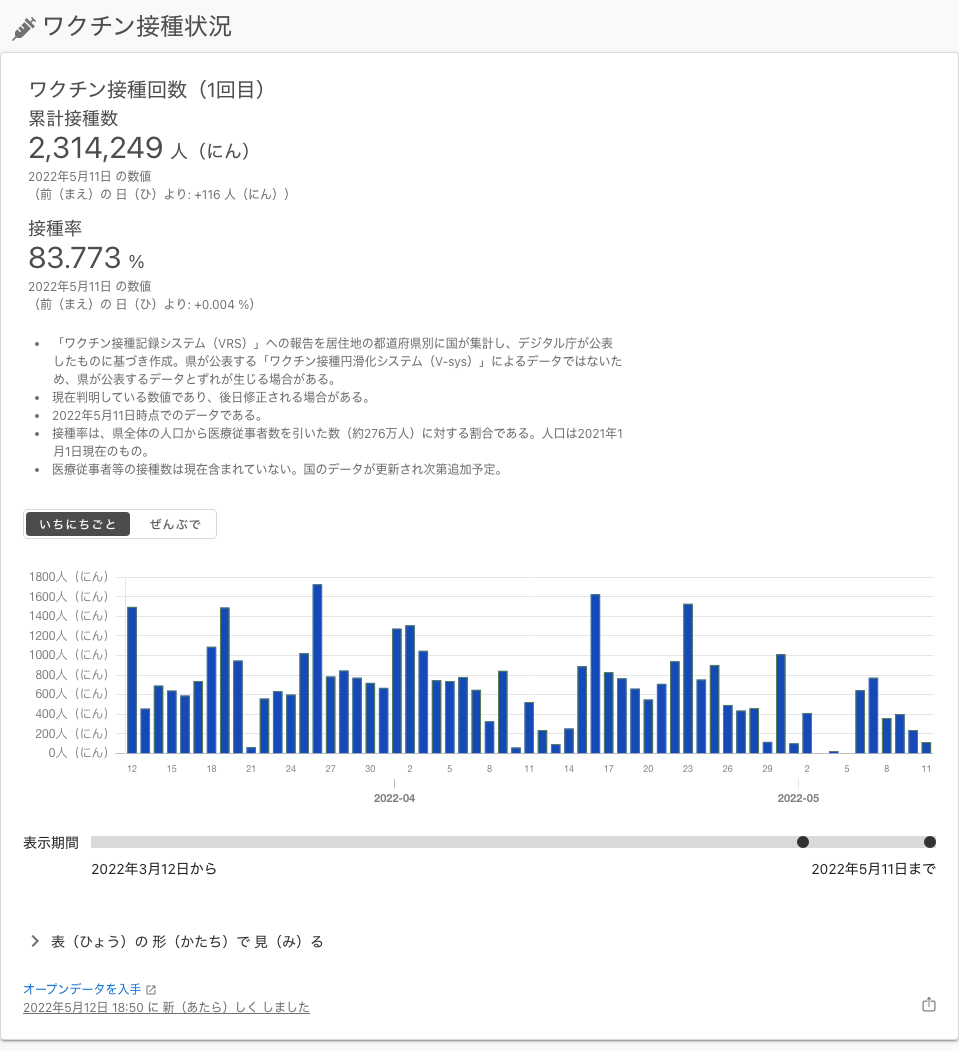 ワクチン接種状況
ワクチン接種回数（1回目）
累計接種数
2,314,249 人（にん）
2022年5月11日 の数値
（前（まえ）の 日（ひ）より: +116 人（にん））
接種率
83.773 %
2022年5月11日 の数値
（前（まえ）の 日（ひ）より: +0.004 %）
• 「ワクチン接種記録システム（VRS）」への報告を居住地の都道府県別に国が集計し、デジタル庁が公表
したものに基づき作成。県が公表する「ワクチン接種円滑化システム（V-sys）」によるデータではないた
め、県が公表するデータとずれが生じる場合がある。
• 現在判明している数値であり、後日修正される場合がある。
• 2022年5月11日時点でのデータである。
• 接種率は、県全体の人口から医療従事者数を引いた数（約276万人）に対する割合である。人口は2021年1
月1日現在のもの。
• 医療従事者等の接種数は現在含まれていない。国のデータが更新され次第追加予定。
いちにちごと ぜんぶで
1800人（にん）
1600人（にん）
1400人（にん）
1200人（にん）
1000人（にん）
800人（にん）
600人（にん）
400人（にん）
200人（にん）
0人（にん）
12 15 18 21 24 27 30 2 5 8 11 14 17 20 23 26 29 2 5 8 11
2022-04 2022-05
表示期間
2022年3月12日から 2022年5月11日まで
表（ひょう）の 形（かたち）で 見（み）る
オープンデータを入手
2022年5月12日 18:50 に 新（あたら）しく しました